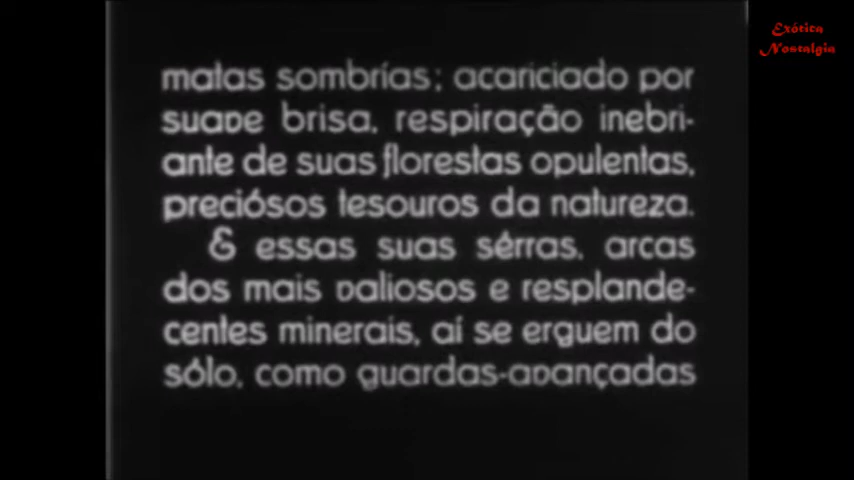 Exótica
Nostalgia
matas sombrías; acariciado por
suave brisa, respiração inebri-
ante de suas florestas opulentas,
preciósos tesouros da natureza.
E essas suas sérras, arcas
dos mais valiosos e resplande-
centes minerais, aí se erguem do
sólo, como guardas-avançadas